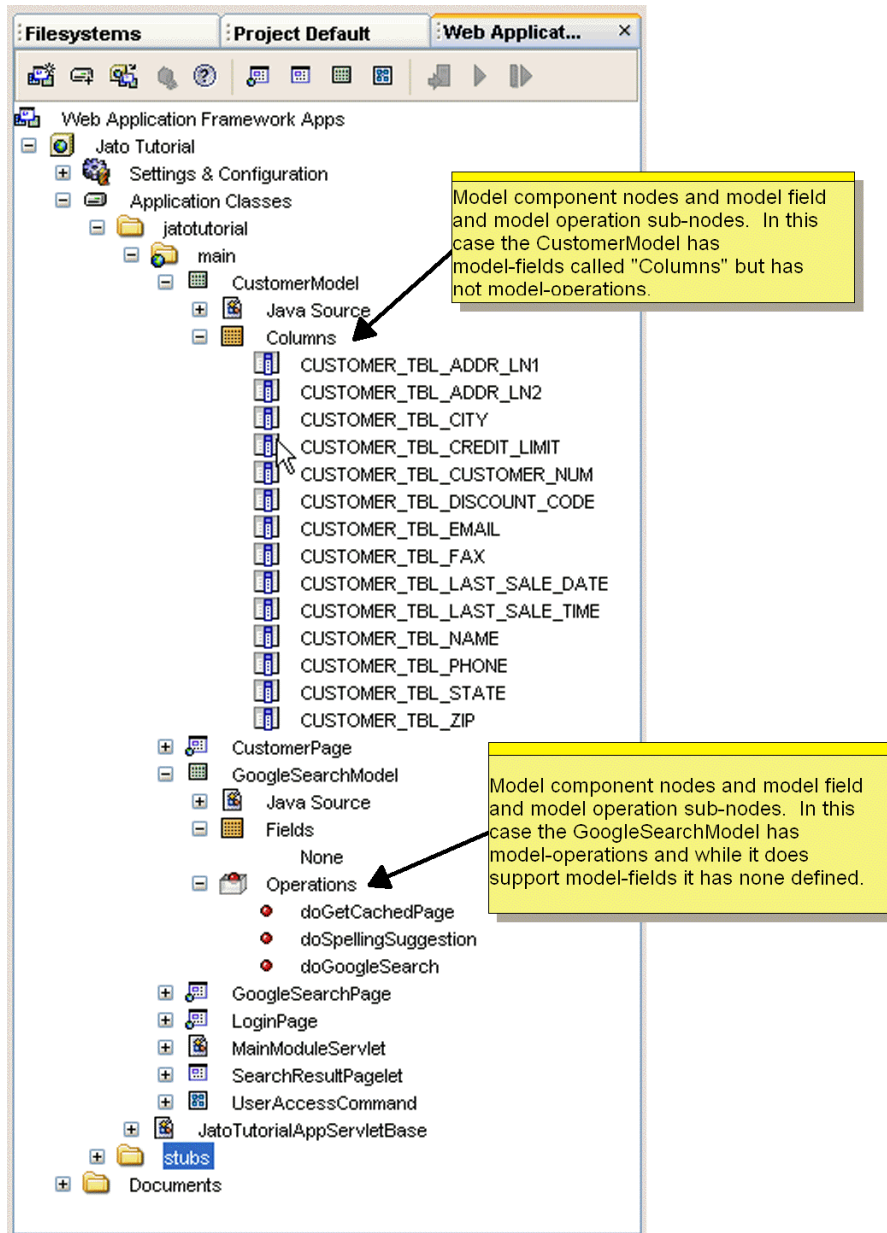 Filesystems
Project Default
Web Applicat...
Web Application Framework Apps
Jato Tutorial
Settings & Configuration
Application Classes
jatotutorial
main
CustomerModel
Java Source
Columns
CUSTOMER_TBL_ADDR_LN1
CUSTOMER_TBL_ADDR_LN2
CUSTOMER_TBL_CITY
CUSTOMER_TBL_CREDIT_LIMIT
CUSTOMER_TBL_CUSTOMER_NUM
CUSTOMER_TBL_DISCOUNT_CODE
CUSTOMER_TBL_EMAIL
CUSTOMER_TBL_FAX
CUSTOMER_TBL_LAST_SALE_DATE
CUSTOMER_TBL_LAST_SALE_TIME
CUSTOMER_TBL_NAME
CUSTOMER_TBL_PHONE
CUSTOMER_TBL_STATE
CUSTOMER_TBL_ZIP
CustomerPage
GoogleSearchModel
Java Source
Fields
None
Operations
doGetCachedPage
doSpellingSuggestion
doGoogleSearch
GoogleSearchPage
LoginPage
MainModuleServlet
SearchResultPagelet
UserAccessCommand
JatoTutorialAppServletBase
stubs
Documents
Model component nodes and model field
and model operation sub-nodes. In this
case the CustomerModel has
model-fields called "Columns" but has
not model-operations.
Model component nodes and model field
and model operation sub-nodes. In this
case the GoogleSearchModel has
model-operations and while it does
support model-fields it has none defined.